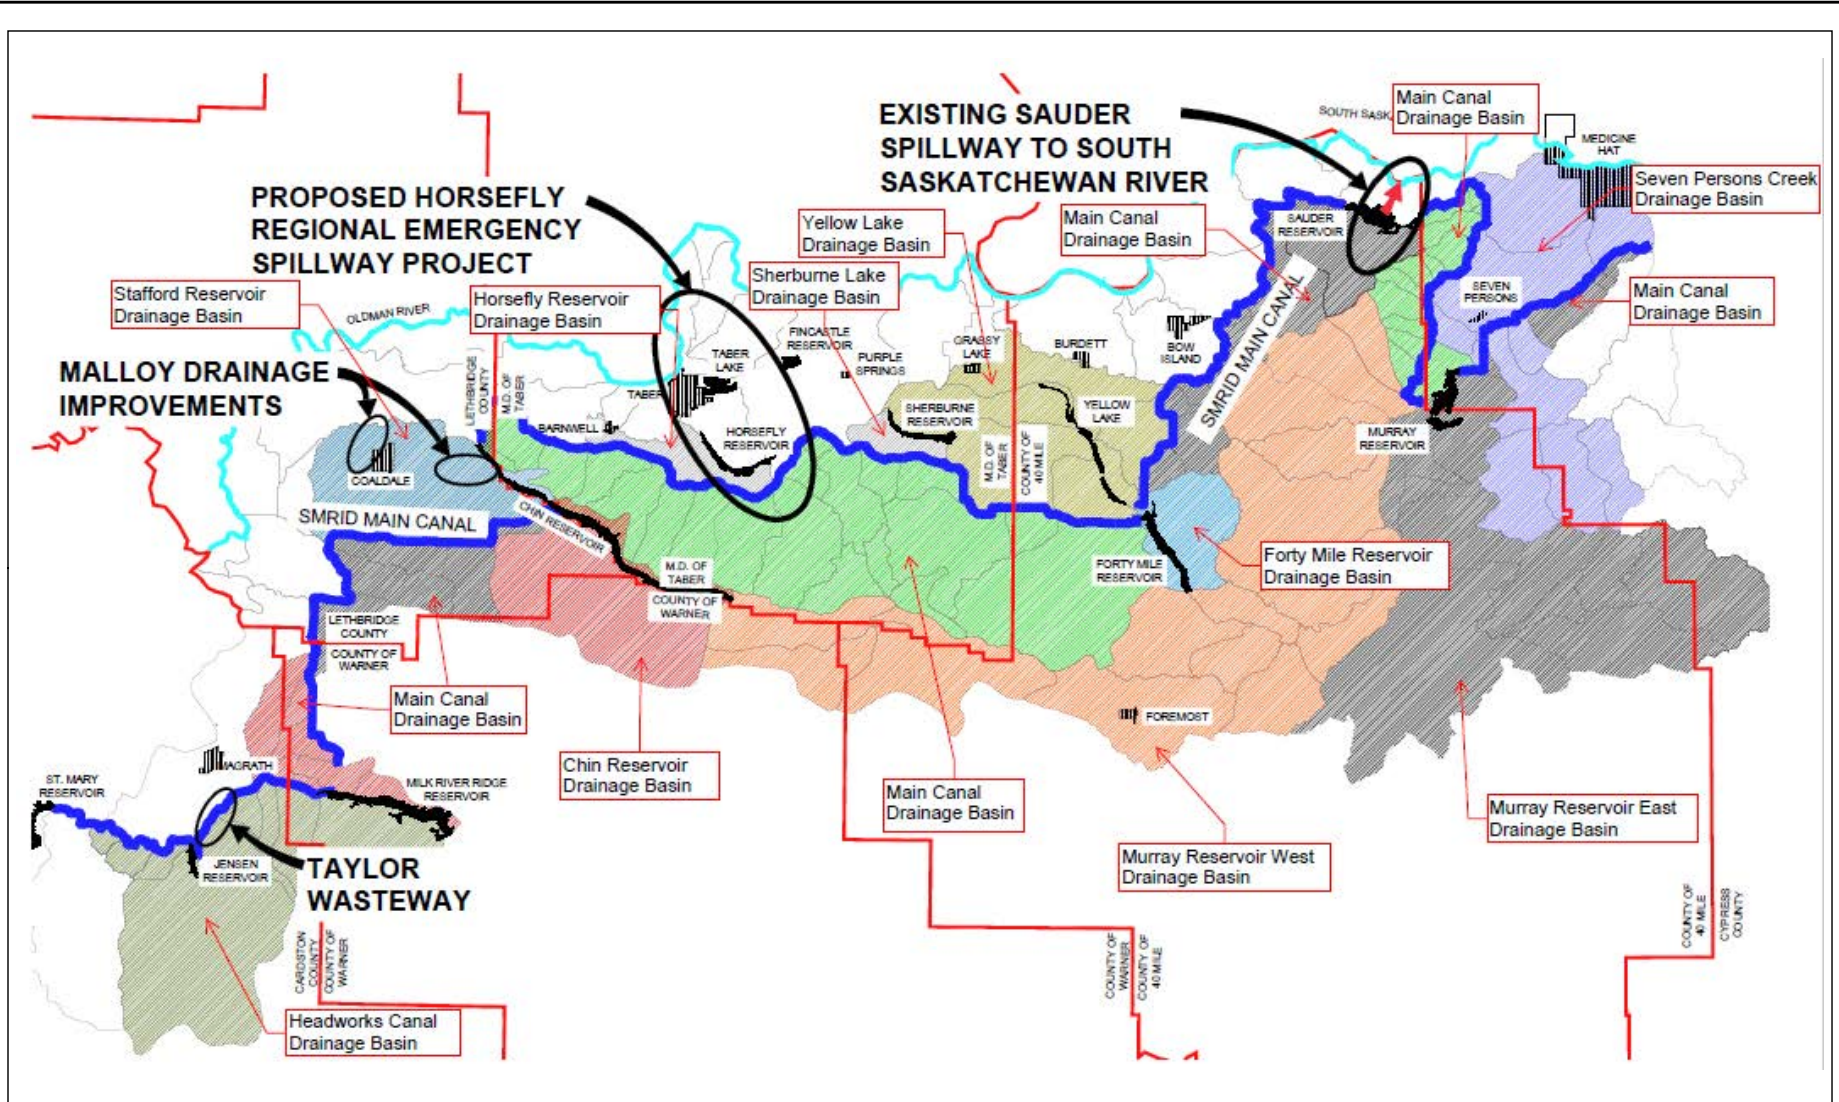 EXISTING SAUDER
SPILLWAY TO SOUTH
SASKATCHEWAN RIVER
SOUTH SASK
Main Canal
Drainage Basin
MEDICINE
HAT
Seven Persons Creek
Drainage Basin
PROPOSED HORSEFLY
REGIONAL EMERGENCY
SPILLWAY PROJECT
Yellow Lake
Drainage Basin
Main Canal
Drainage Basin
SAUDER
RESERVOIR
Sherburne Lake
Drainage Basin
Stafford Reservoir
Drainage Basin
Horsefly Reservoir
Drainage Basin
OLDMAN RIVER
SEVEN
PERSONS
Main Canal
Drainage Basin
SMRID MAIN CANAL
FINCASTLE
RESERVOIR
GRASSY
LAKE
BURDETT
BOW
ISLAND
TABER
LAKE
PURPLE
SPRINGS
MALLOY DRAINAGE
IMPROVEMENTS
LETHBRIDGE
COUNTY
M.D. OF
TABER
TABER
BARNWELL
HORSEFLY
RESERVOIR
SHERBURNE
RESERVOIR
YELLOW
LAKE
MURRAY
RESERVOIR
M.D. OF
TABER
COUNTY OF
40 MILE
COALDALE
SMRID MAIN CANAL
CHIN RESERVOIR
M.D. OF
TABER
COUNTY OF
WARNER
FORTY MILE
RESERVOIR
Forty Mile Reservoir
Drainage Basin
LETHBRIDGE
COUNTY
COUNTY OF
WARNER
Main Canal
Drainage Basin
FOREMOST
Chin Reservoir
Drainage Basin
MAGRATH
ST. MARY
RESERVOIR
MILK RIVER RIDGE
RESERVOIR
Main Canal
Drainage Basin
Murray Reservoir East
Drainage Basin
Murray Reservoir West
Drainage Basin
JENSEN
RESERVOIR
TAYLOR
WASTEWAY
CARDSTON
COUNTY
COUNTY OF
WARNER
COUNTY OF
WARNER
COUNTY OF
40 MILE
COUNTY OF
40 MILE
CYPRESS
COUNTY
Headworks Canal
Drainage Basin